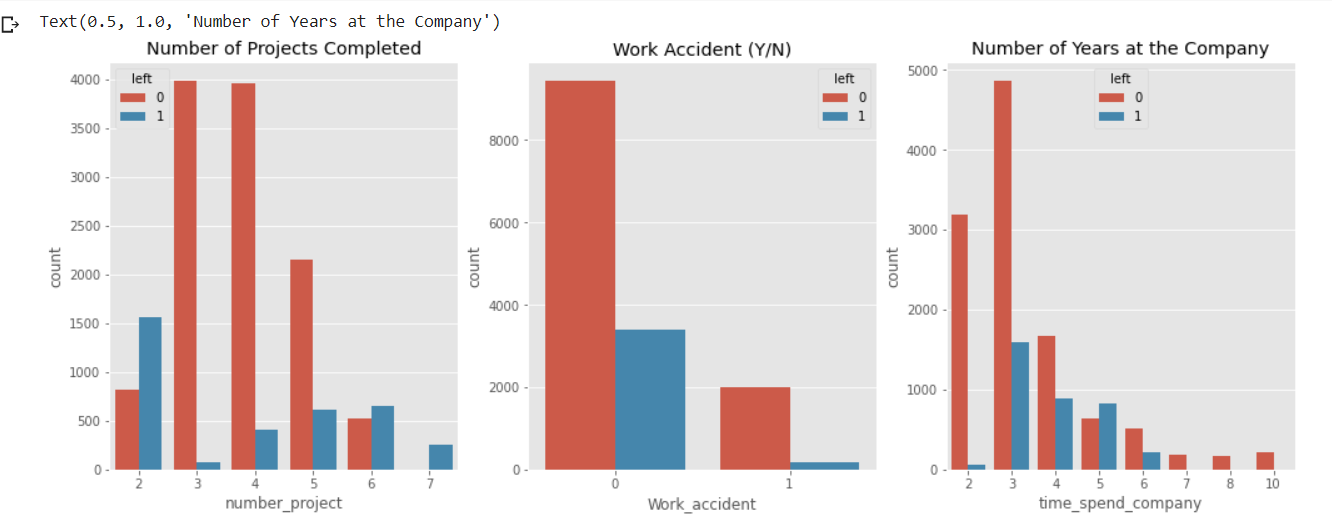 Text(0.5, 1.0, 'Number of Years at the Company')
Number of Projects Completed
left
0
1
4000
3500
3000
2500
2000
1500
1000
500
0
count
2 3 4 5 6 7
number_project
Work Accident (Y/N)
left
0
1
8000
6000
4000
2000
0
count
0 1
Work_accident
Number of Years at the Company
left
0
1
5000
4000
3000
2000
1000
0
count
2 3 4 5 6 7 8 10
time_spend_company